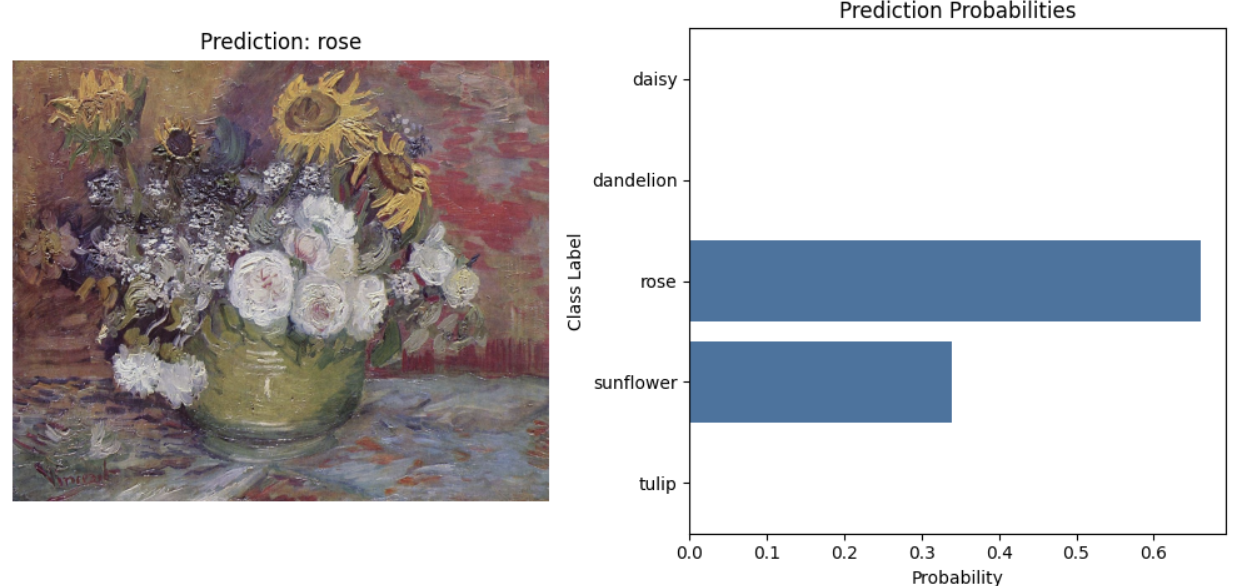 Prediction: rose
Vincent
Prediction Probabilities
Class Label
daisy
dandelion
rose
sunflower
tulip
0.0 0.1 0.2 0.3 0.4 0.5 0.6
Probability